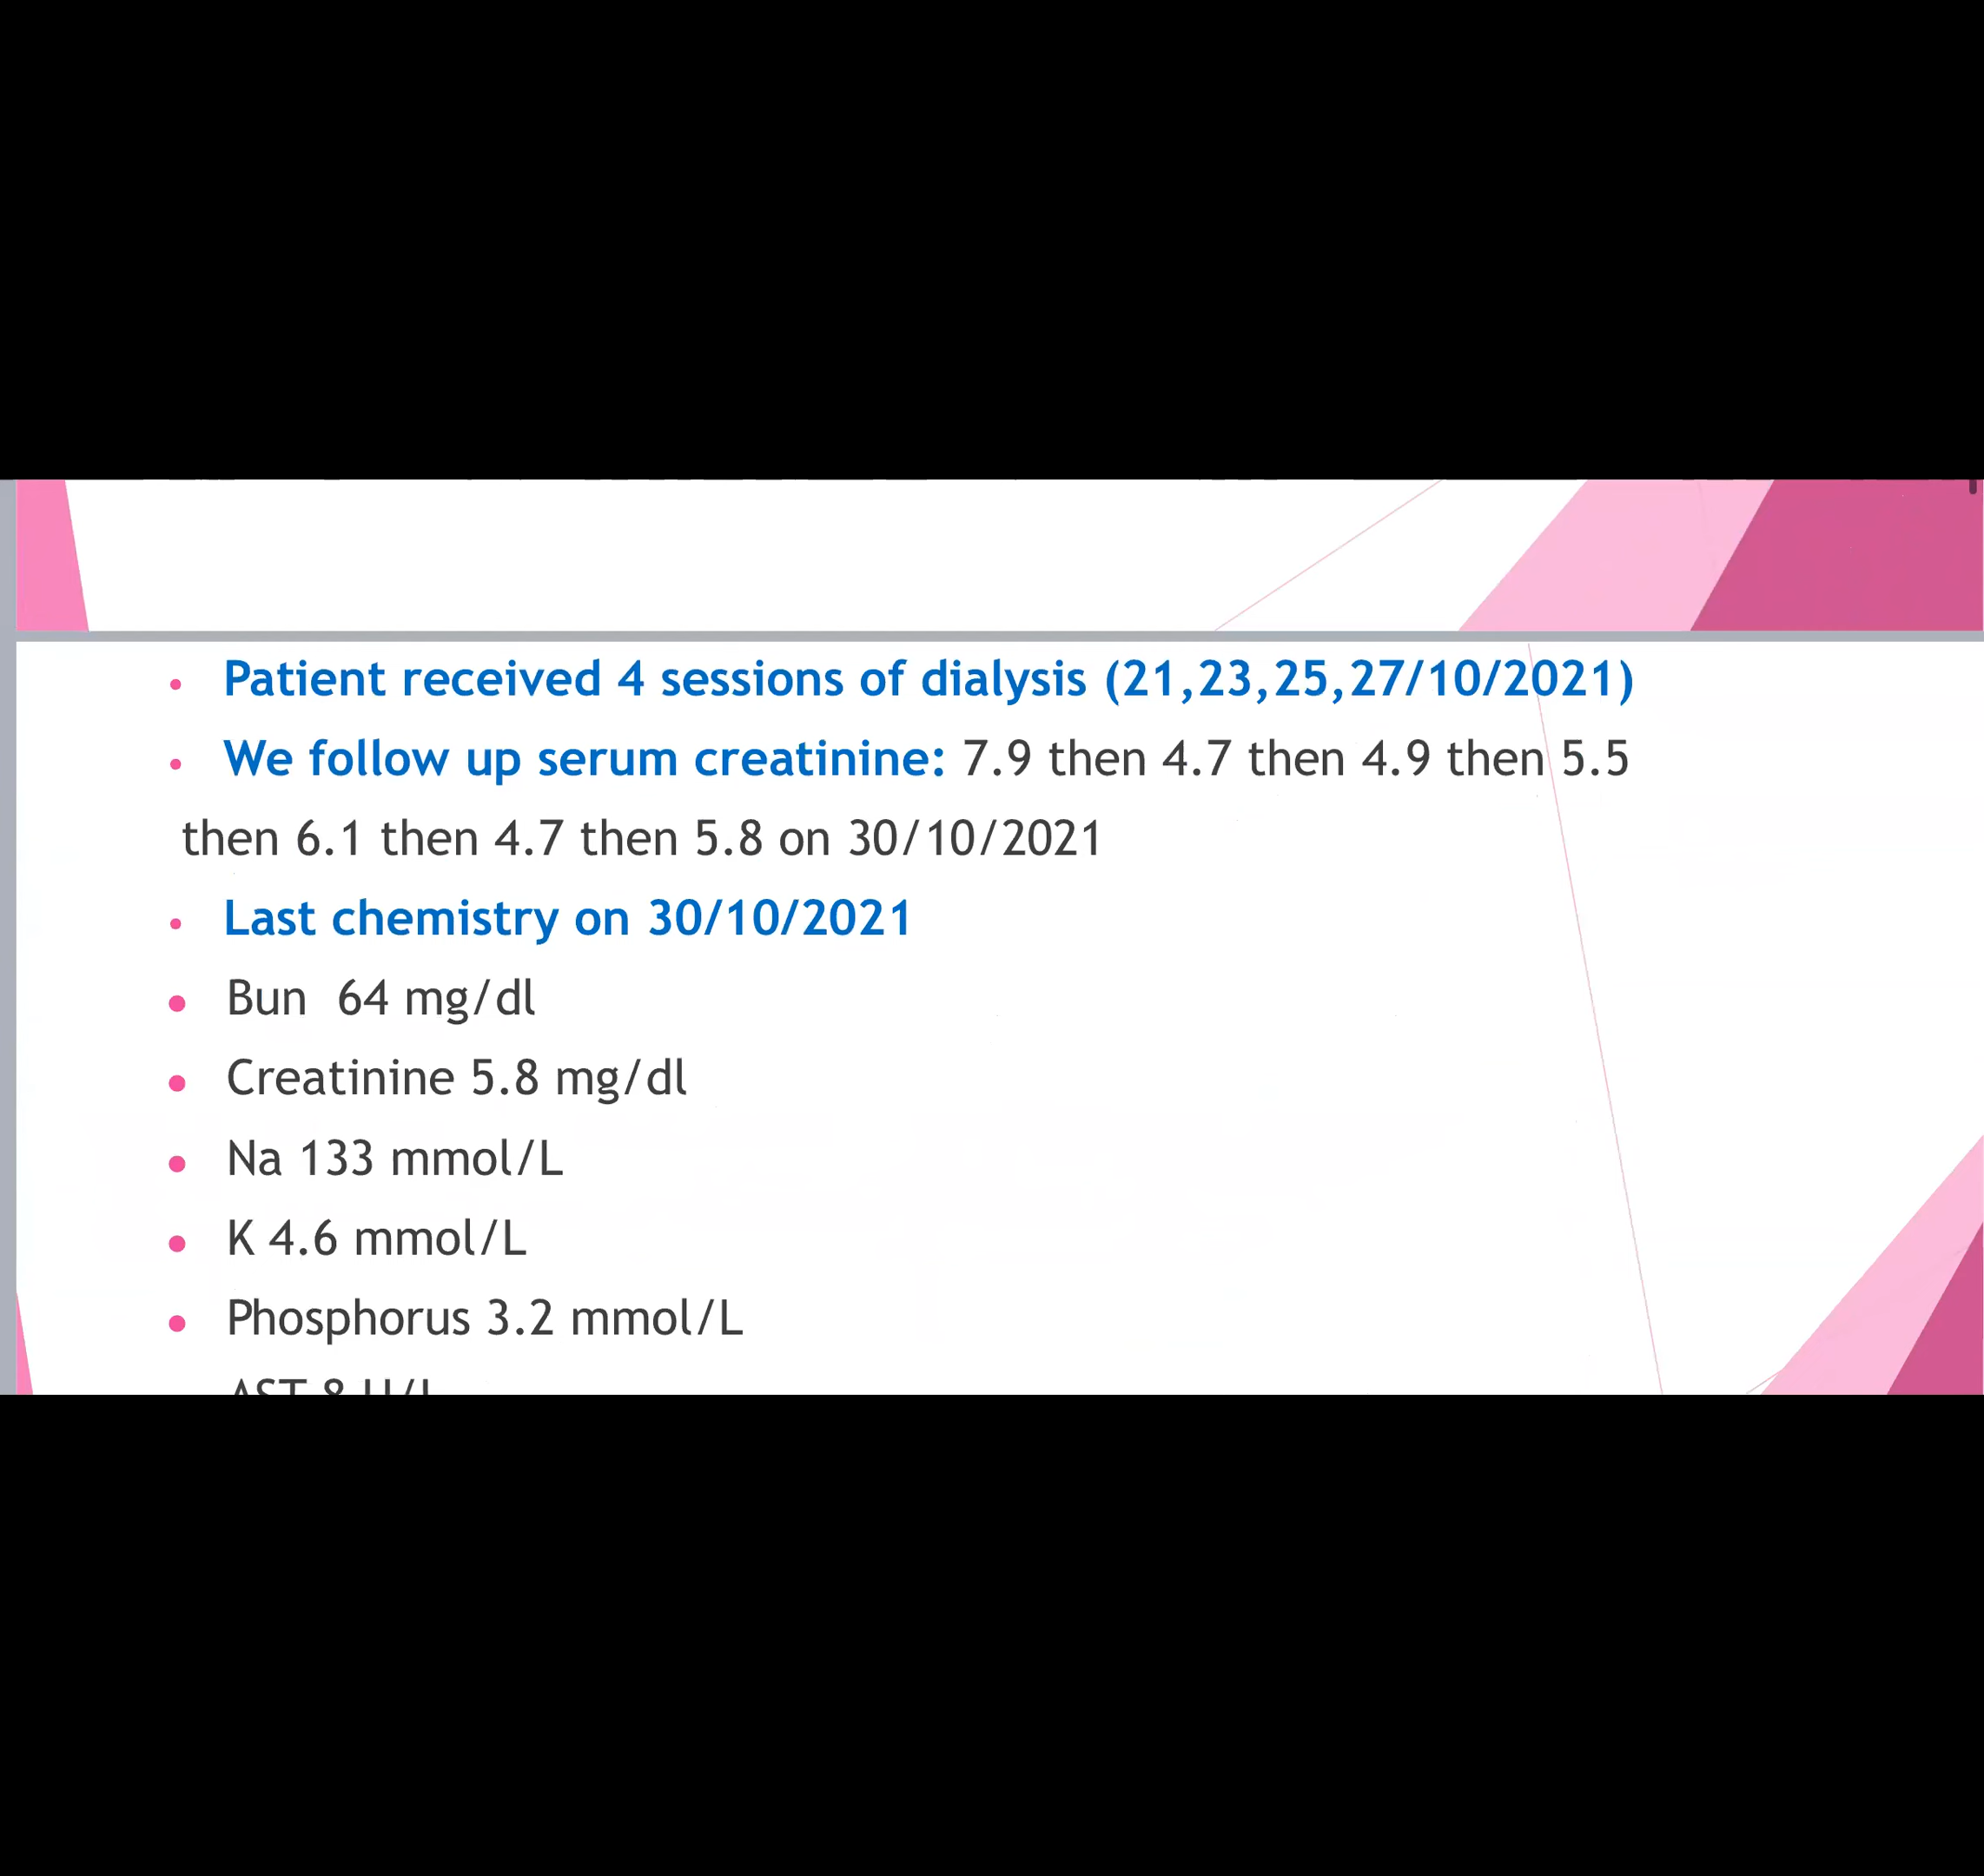 Patient received 4 sessions of dialysis (21,23,25,27/10/2021)
We follow up serum creatinine: 7.9 then 4.7 then 4.9 then 5.5
then 6.1 then 4.7 then 5.8 on 30/10/2021
Last chemistry on 30/10/2021
Bun 64 mg/dl
Creatinine 5.8 mg/dl
Na 133 mmol/L
K 4.6 mmol/L
Phosphorus 3.2 mmol/L
AST 8